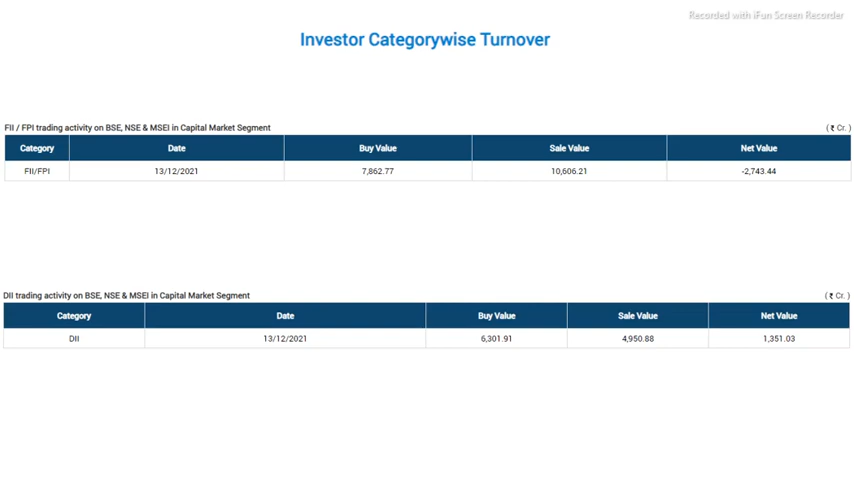 Recorded with iFun Screen Recorder
Investor Categorywise Turnover
FII / FPI trading activity on BSE, NSE & MSEI in Capital Market Segment (₹ Cr.)
Category Date Buy Value Sale Value Net Value
FII/FPI 13/12/2021 7,862.77 10,606.21 -2,743.44
DII trading activity on BSE, NSE & MSEI in Capital Market Segment (₹ Cr.)
Category Date Buy Value Sale Value Net Value
DII 13/12/2021 6,301.91 4,950.88 1,351.03